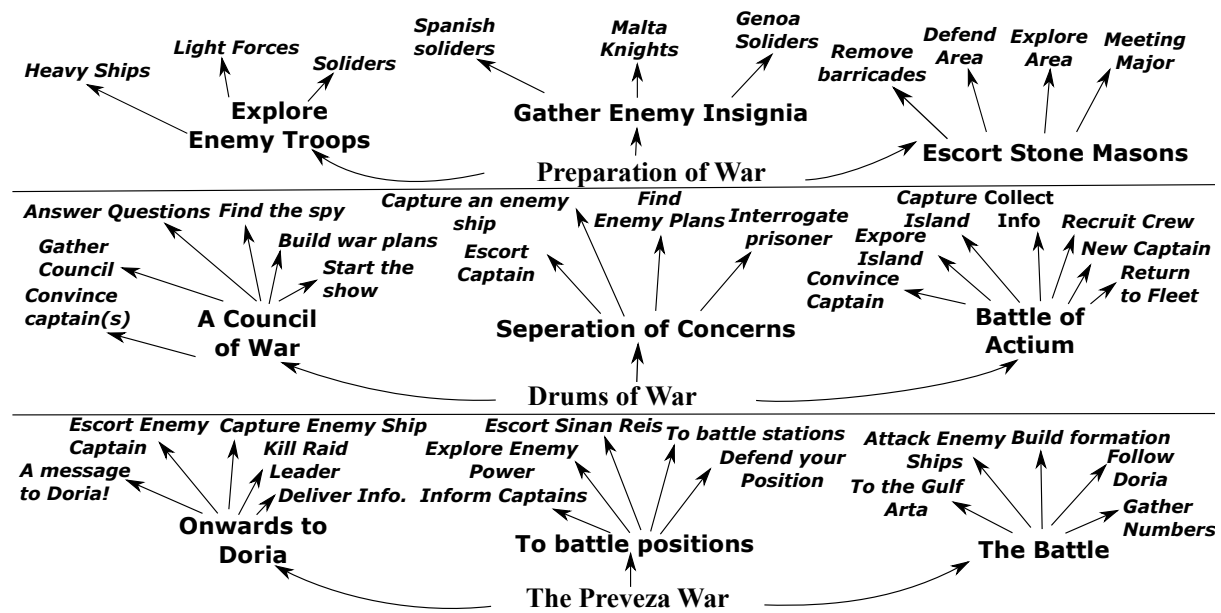 Heavy Ships
Light Forces
Soliders
Explore
Enemy Troops
Spanish
soliders
Malta
Knights
Genoa
Soliders
Gather Enemy Insignia
Remove
barricades
Defend
Area
Explore
Area
Meeting
Major
Escort Stone Masons
Preparation of War
Answer Questions
Find the spy
Gather
Council
Build war plans
Convince
captain(s)
Start the
show
A Council
of War
Capture an enemy
ship
Escort
Captain
Find
Enemy Plans
Interrogate
prisoner
Seperation of Concerns
Capture
Island
Collect
Info
Recruit Crew
Expore
Island
New Captain
Convince
Captain
Return
to Fleet
Battle of
Actium
Drums of War
Escort Enemy
Captain
Capture Enemy Ship
A message
to Doria!
Kill Raid
Leader
Deliver Info.
Onwards to
Doria
Escort Sinan Reis
Explore Enemy
Power
To battle stations
Inform Captains
Defend your
Position
To battle positions
Attack Enemy
Ships
Build formation
To the Gulf
Arta
Follow
Doria
Gather
Numbers
The Battle
The Preveza War